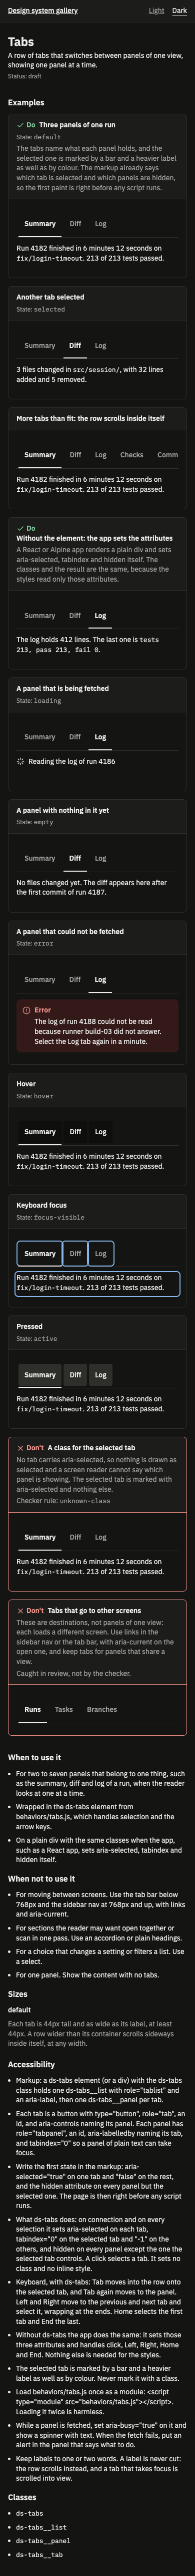 Design system gallery
Light
Dark
Tabs
A row of tabs that switches between panels of one view,
showing one panel at a time.
Status: draft
Examples
Do Three panels of one run
State: default
The tabs name what each panel holds, and the
selected one is marked by a bar and a heavier label
as well as by colour. The markup already says
which tab is selected and which panels are hidden,
so the first paint is right before any script runs.
Summary Diff Log
Run 4182 finished in 6 minutes 12 seconds on
fix/login-timeout. 213 of 213 tests passed.
Another tab selected
State: selected
Summary Diff Log
3 files changed in src/session/, with 32 lines
added and 5 removed.
More tabs than fit: the row scrolls inside itself
Summary Diff Log Checks Comm
Run 4182 finished in 6 minutes 12 seconds on
fix/login-timeout. 213 of 213 tests passed.
Do
Without the element: the app sets the attributes
A React or Alpine app renders a plain div and sets
aria-selected, tabindex and hidden itself. The
classes and the result are the same, because the
styles read only those attributes.
Summary Diff Log
The log holds 412 lines. The last one is tests
213, pass 213, fail 0.
A panel that is being fetched
State: loading
Summary Diff Log
Reading the log of run 4186
A panel with nothing in it yet
State: empty
Summary Diff Log
No files changed yet. The diff appears here after
the first commit of run 4187.
A panel that could not be fetched
State: error
Summary Diff Log
Error
The log of run 4188 could not be read
because runner build-03 did not answer.
Select the Log tab again in a minute.
Hover
State: hover
Summary Diff Log
Run 4182 finished in 6 minutes 12 seconds on
fix/login-timeout. 213 of 213 tests passed.
Keyboard focus
State: focus-visible
Summary Diff Log
Run 4182 finished in 6 minutes 12 seconds on
fix/login-timeout. 213 of 213 tests passed.
Pressed
State: active
Summary Diff Log
Run 4182 finished in 6 minutes 12 seconds on
fix/login-timeout. 213 of 213 tests passed.
Don't A class for the selected tab
No tab carries aria-selected, so nothing is drawn as
selected and a screen reader cannot say which
panel is showing. The selected tab is marked with
aria-selected and nothing else.
Checker rule: unknown-class
Summary Diff Log
Run 4182 finished in 6 minutes 12 seconds on
fix/login-timeout. 213 of 213 tests passed.
Don't Tabs that go to other screens
These are destinations, not panels of one view:
each loads a different screen. Use links in the
sidebar nav or the tab bar, with aria-current on the
open one, and keep tabs for panels that share a
view.
Caught in review, not by the checker.
Runs Tasks Branches
When to use it
• For two to seven panels that belong to one thing, such
as the summary, diff and log of a run, when the reader
looks at one at a time.
• Wrapped in the ds-tabs element from
behaviors/tabs.js, which handles selection and the
arrow keys.
• On a plain div with the same classes when the app,
such as a React app, sets aria-selected, tabindex and
hidden itself.
When not to use it
• For moving between screens. Use the tab bar below
768px and the sidebar nav at 768px and up, with links
and aria-current.
• For sections the reader may want open together or
scan in one pass. Use an accordion or plain headings.
• For a choice that changes a setting or filters a list. Use
a select.
• For one panel. Show the content with no tabs.
Sizes
default
Each tab is 44px tall and as wide as its label, at least
44px. A row wider than its container scrolls sideways
inside itself, at any width.
Accessibility
• Markup: a ds-tabs element (or a div) with the ds-tabs
class holds one ds-tabs__list with role="tablist" and
an aria-label, then one ds-tabs__panel per tab.
• Each tab is a button with type="button", role="tab", an
id, and aria-controls naming its panel. Each panel has
role="tabpanel", an id, aria-labelledby naming its tab,
and tabindex="0" so a panel of plain text can take
focus.
• Write the first state in the markup: aria-
selected="true" on one tab and "false" on the rest,
and the hidden attribute on every panel but the
selected one. The page is then right before any script
runs.
• What ds-tabs does: on connection and on every
selection it sets aria-selected on each tab,
tabindex="0" on the selected tab and "-1" on the
others, and hidden on every panel except the one the
selected tab controls. A click selects a tab. It sets no
class and no inline style.
• Keyboard, with ds-tabs: Tab moves into the row onto
the selected tab, and Tab again moves to the panel.
Left and Right move to the previous and next tab and
select it, wrapping at the ends. Home selects the first
tab and End the last.
• Without ds-tabs the app does the same: it sets those
three attributes and handles click, Left, Right, Home
and End. Nothing else is needed for the styles.
• The selected tab is marked by a bar and a heavier
label as well as by colour. Never mark it with a class.
• Load behaviors/tabs.js once as a module: <script
type="module" src="behaviors/tabs.js"></script>.
Loading it twice is harmless.
• While a panel is fetched, set aria-busy="true" on it and
show a spinner with text. When the fetch fails, put an
alert in the panel that says what to do.
• Keep labels to one or two words. A label is never cut:
the row scrolls instead, and a tab that takes focus is
scrolled into view.
Classes
• ds-tabs
• ds-tabs__list
• ds-tabs__panel
• ds-tabs__tab